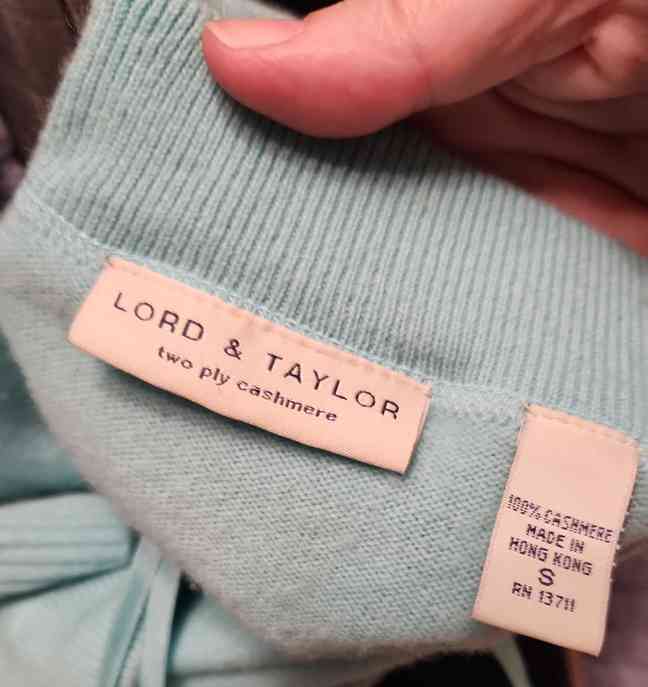 LORD & TAYLOR
two ply cashmere
100% CASHMERE
MADE IN
HONG KONG
S
RN 13711